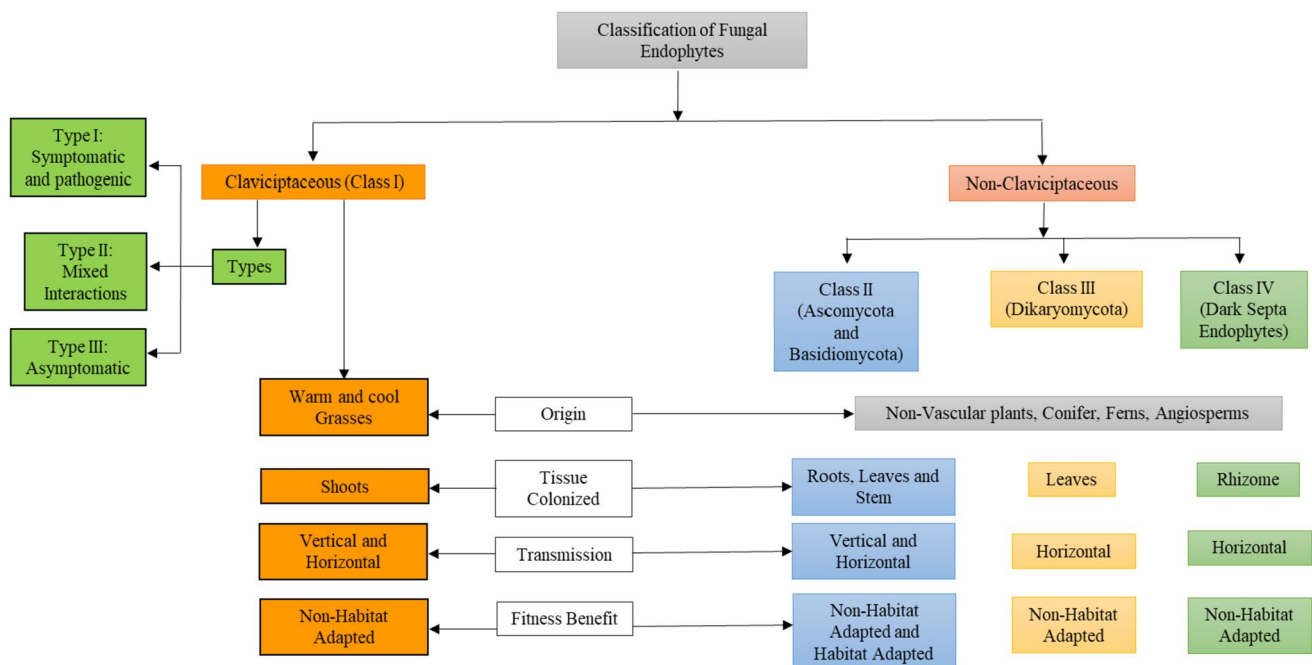 Classification of Fungal
Endophytes
Type I:
Symptomatic
and pathogenic
Claviciptaceous (Class I)
Non-Claviciptaceous
Type II:
Mixed
Interactions
Types
Type III:
Asymptomatic
Class II
(Ascomycota
and
Basidiomycota)
Class III
(Dikaryomycota)
Class IV
(Dark Septa
Endophytes)
Warm and cool
Grasses
Origin
Non-Vascular plants, Conifer, Ferns, Angiosperms
Shoots
Tissue
Colonized
Roots, Leaves and
Stem
Leaves
Rhizome
Vertical and
Horizontal
Transmission
Vertical and
Horizontal
Horizontal
Horizontal
Non-Habitat
Adapted
Fitness Benefit
Non-Habitat
Adapted and
Habitat Adapted
Non-Habitat
Adapted
Non-Habitat
Adapted